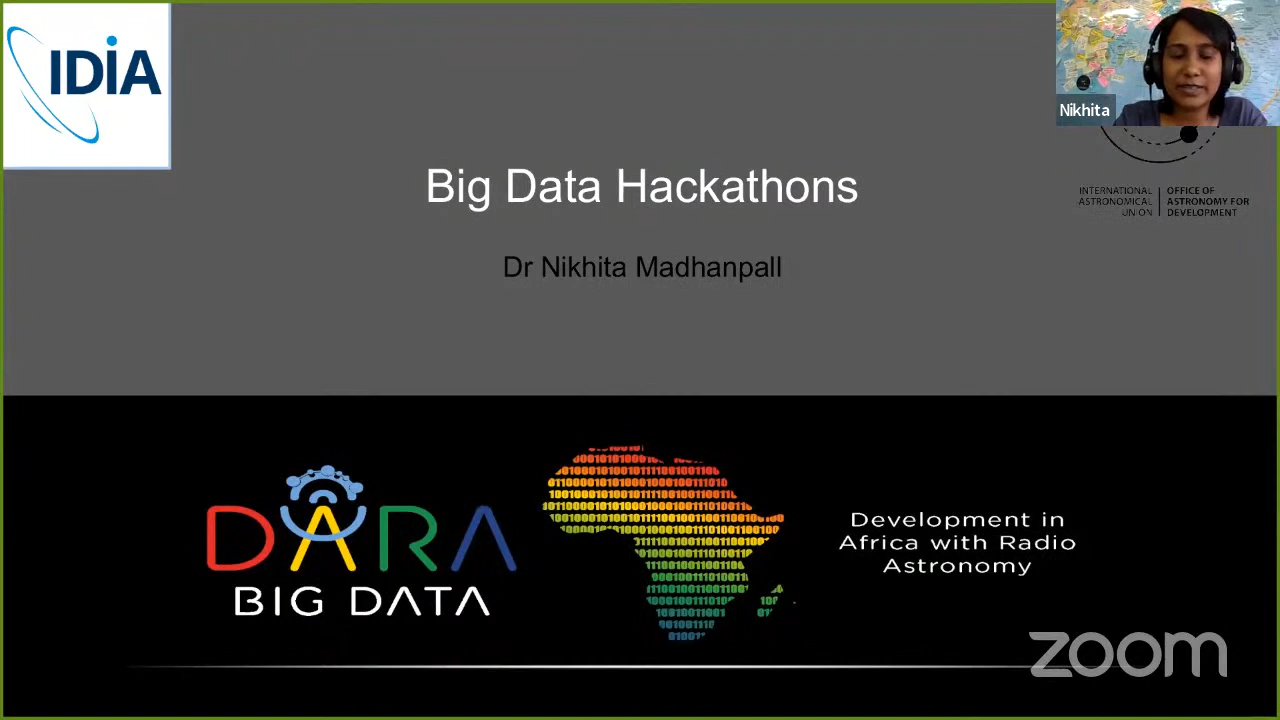 IDIA
Nikhita
Big Data Hackathons
INTERNATIONAL
ASTRONOMICAL
UNION
OFFICE OF
ASTRONOMY FOR
DEVELOPMENT
Dr Nikhita Madhanpall
DARA
BIG DATA
Development in
Africa with Radio
Astronomy
zoom